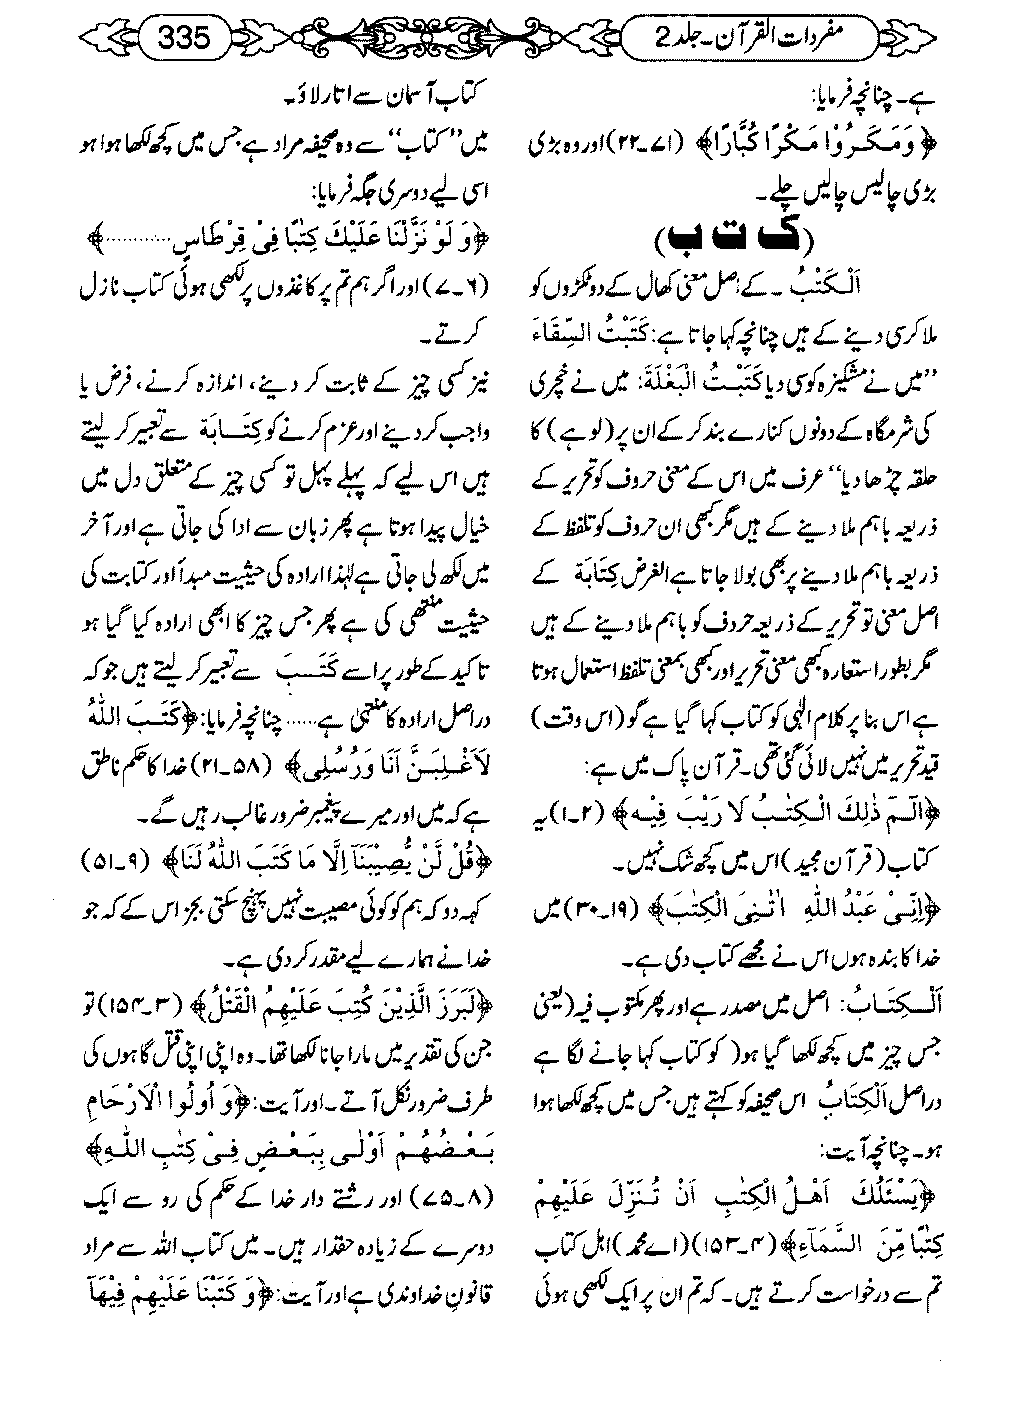 مفردات القرآن۔جلد 2
335
ہے۔ چنانچہ فرمایا:
﴿وَمَكَرُوْا مَكْرًا كُبَّارًا﴾ (۷۱۔۲۲) اور وہ بڑی
بڑی چالیس چالیں چلے۔
(ک ت ب)
اَلْكَتْبُ ۔ کے اصل معنی کھال کے دو ٹکڑوں کو
ملا کر سی دینے کے ہیں چنانچہ کہا جاتا ہے: كَتَبْتُ السِّقَاءَ
”میں نے مشکیزہ کو سی دیا كَتَبْتُ الْبَغْلَةَ: میں نے خچری
کی شرمگاہ کے دونوں کنارے بند کر کے ان پر (لوہے) کا
حلقہ چڑھا دیا“ عرف میں اس کے معنی حروف کو تحریر کے
ذریعہ باہم ملا دینے کے ہیں مگر کبھی ان حروف کو تلفظ کے
ذریعہ باہم ملا دینے پر بھی بولا جاتا ہے الغرض كِتَابَة کے
اصل معنی تو تحریر کے ذریعہ حروف کو باہم ملا دینے کے ہیں
مگر بطور استعارہ کبھی معنی تحریر اور کبھی بمعنی تلفظ استعمال ہوتا
ہے اس بنا پر کلام الٰہی کو کتاب کہا گیا ہے گو (اس وقت)
قید تحریر میں نہیں لائی گئی تھی۔ قرآن پاک میں ہے:
﴿الٓمّ ذٰلِكَ الْكِتٰبُ لَا رَيْبَ فِيْهِ﴾ (۲۔۱) یہ
کتاب (قرآن مجید) اس میں کچھ شک نہیں۔
﴿اِنِّىْ عَبْدُ اللّٰهِ اٰتٰنِىَ الْكِتٰبَ﴾ (۱۹۔۳۰) میں
خدا کا بندہ ہوں اس نے مجھے کتاب دی ہے۔
اَلْكِتَابُ: اصل میں مصدر ہے اور پھر مکتوب فیہ (یعنی
جس چیز میں کچھ لکھا گیا ہو( کو کتاب کہا جانے لگا ہے
دراصل اَلْكِتَابُ اس صحیفہ کو کہتے ہیں جس میں کچھ لکھا ہوا
ہو۔ چنانچہ آیت:
﴿يَسْئَلُكَ اَهْلُ الْكِتٰبِ اَنْ تُنَزِّلَ عَلَيْهِمْ
كِتٰبًا مِّنَ السَّمَآءِ﴾ (۴۔۱۵۳) (اے محمد) اہل کتاب
تم سے درخواست کرتے ہیں۔ کہ تم ان پر ایک لکھی ہوئی
کتاب آسمان سے اتار لاؤ۔
میں ”کتاب“ سے وہ صحیفہ مراد ہے جس میں کچھ لکھا ہوا ہو
اسی لیے دوسری جگہ فرمایا:
﴿وَ لَوْ نَزَّلْنَا عَلَيْكَ كِتٰبًا فِىْ قِرْطَاسٍ...........﴾
(۶۔۷) اور اگر ہم تم پر کاغذوں پر لکھی ہوئی کتاب نازل
کرتے۔
نیز کسی چیز کے ثابت کر دینے، اندازہ کرنے، فرض یا
واجب کر دینے اور عزم کرنے کو كِتَابَة سے تعبیر کر لیتے
ہیں اس لیے کہ پہلے پہل تو کسی چیز کے متعلق دل میں
خیال پیدا ہوتا ہے پھر زبان سے ادا کی جاتی ہے اور آخر
میں لکھ لی جاتی ہے لہٰذا ارادہ کی حیثیت مبدأ اور کتابت کی
حیثیت منتھی کی ہے پھر جس چیز کا ابھی ارادہ کیا گیا ہو
تاکید کے طور پر اسے كَتَبَ سے تعبیر کر لیتے ہیں جو کہ
دراصل ارادہ کا منتہیٰ ہے...... چنانچہ فرمایا: ﴿كَتَبَ اللّٰهُ
لَاَغْلِبَنَّ اَنَا وَرُسُلِى﴾ (۵۸۔۲۱) خدا کا حکم ناطق
ہے کہ میں اور میرے پیغمبر ضرور غالب رہیں گے۔
﴿قُلْ لَّنْ يُّصِيْبَنَآ اِلَّا مَا كَتَبَ اللّٰهُ لَنَا﴾ (۹۔۵۱)
کہہ دو کہ ہم کو کوئی مصیبت نہیں پہنچ سکتی بجز اس کے کہ جو
خدا نے ہمارے لیے مقدر کر دی ہے۔
﴿لَبَرَزَ الَّذِيْنَ كُتِبَ عَلَيْهِمُ الْقَتْلُ﴾ (۳۔۱۵۴) تو
جن کی تقدیر میں مارا جانا لکھا تھا۔ وہ اپنی اپنی قتل گاہوں کی
طرف ضرور نکل آتے۔ اور آیت: ﴿وَ اُولُوا الْاَرْحَامِ
بَعْضُهُمْ اَوْلٰى بِبَعْضٍ فِىْ كِتٰبِ اللّٰهِ﴾
(۸۔۷۵) اور رشتے دار خدا کے حکم کی رو سے ایک
دوسرے کے زیادہ حقدار ہیں۔ میں کتاب اللہ سے مراد
قانونِ خداوندی ہے اور آیت: ﴿وَ كَتَبْنَا عَلَيْهِمْ فِيْهَآ